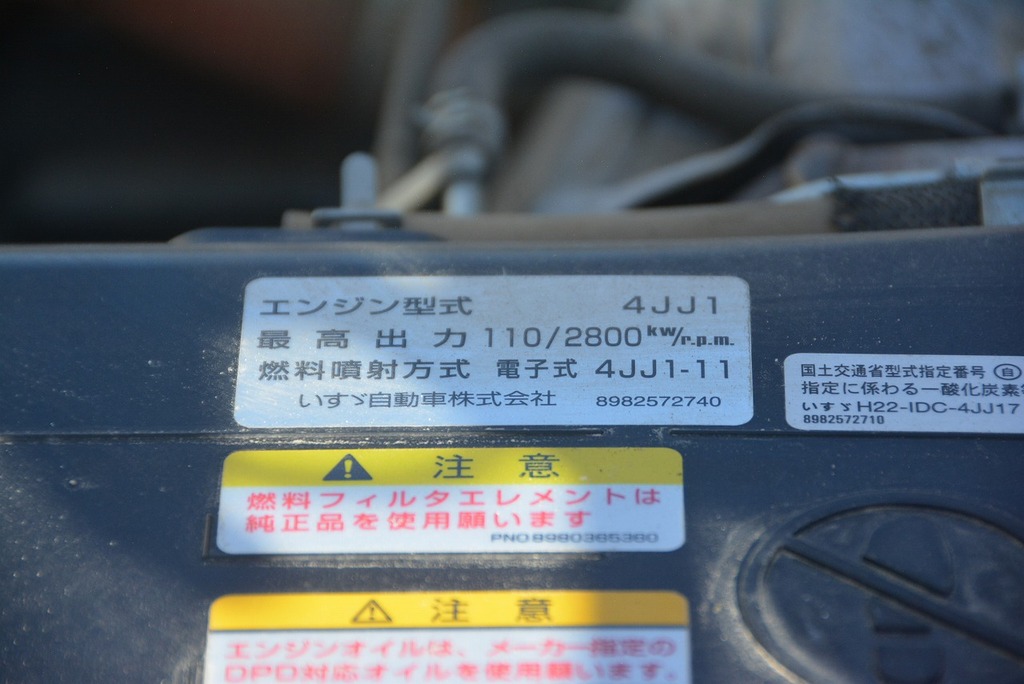 エンジン型式 4JJ1
最高出力 110/2800kw/r.p.m.
燃料噴射方式 電子式 4JJ1-11
いすゞ自動車株式会社 8982572740
国土交通省型式指定番号 自
指定に係わる一酸化炭素
いすゞH22-IDC-4JJ17
8982572710
注意
燃料フィルタエレメントは
純正品を使用願います
PNO.8980365360
注意
エンジンオイルは、メーカー指定の
DPD対応オイルを使用願います。